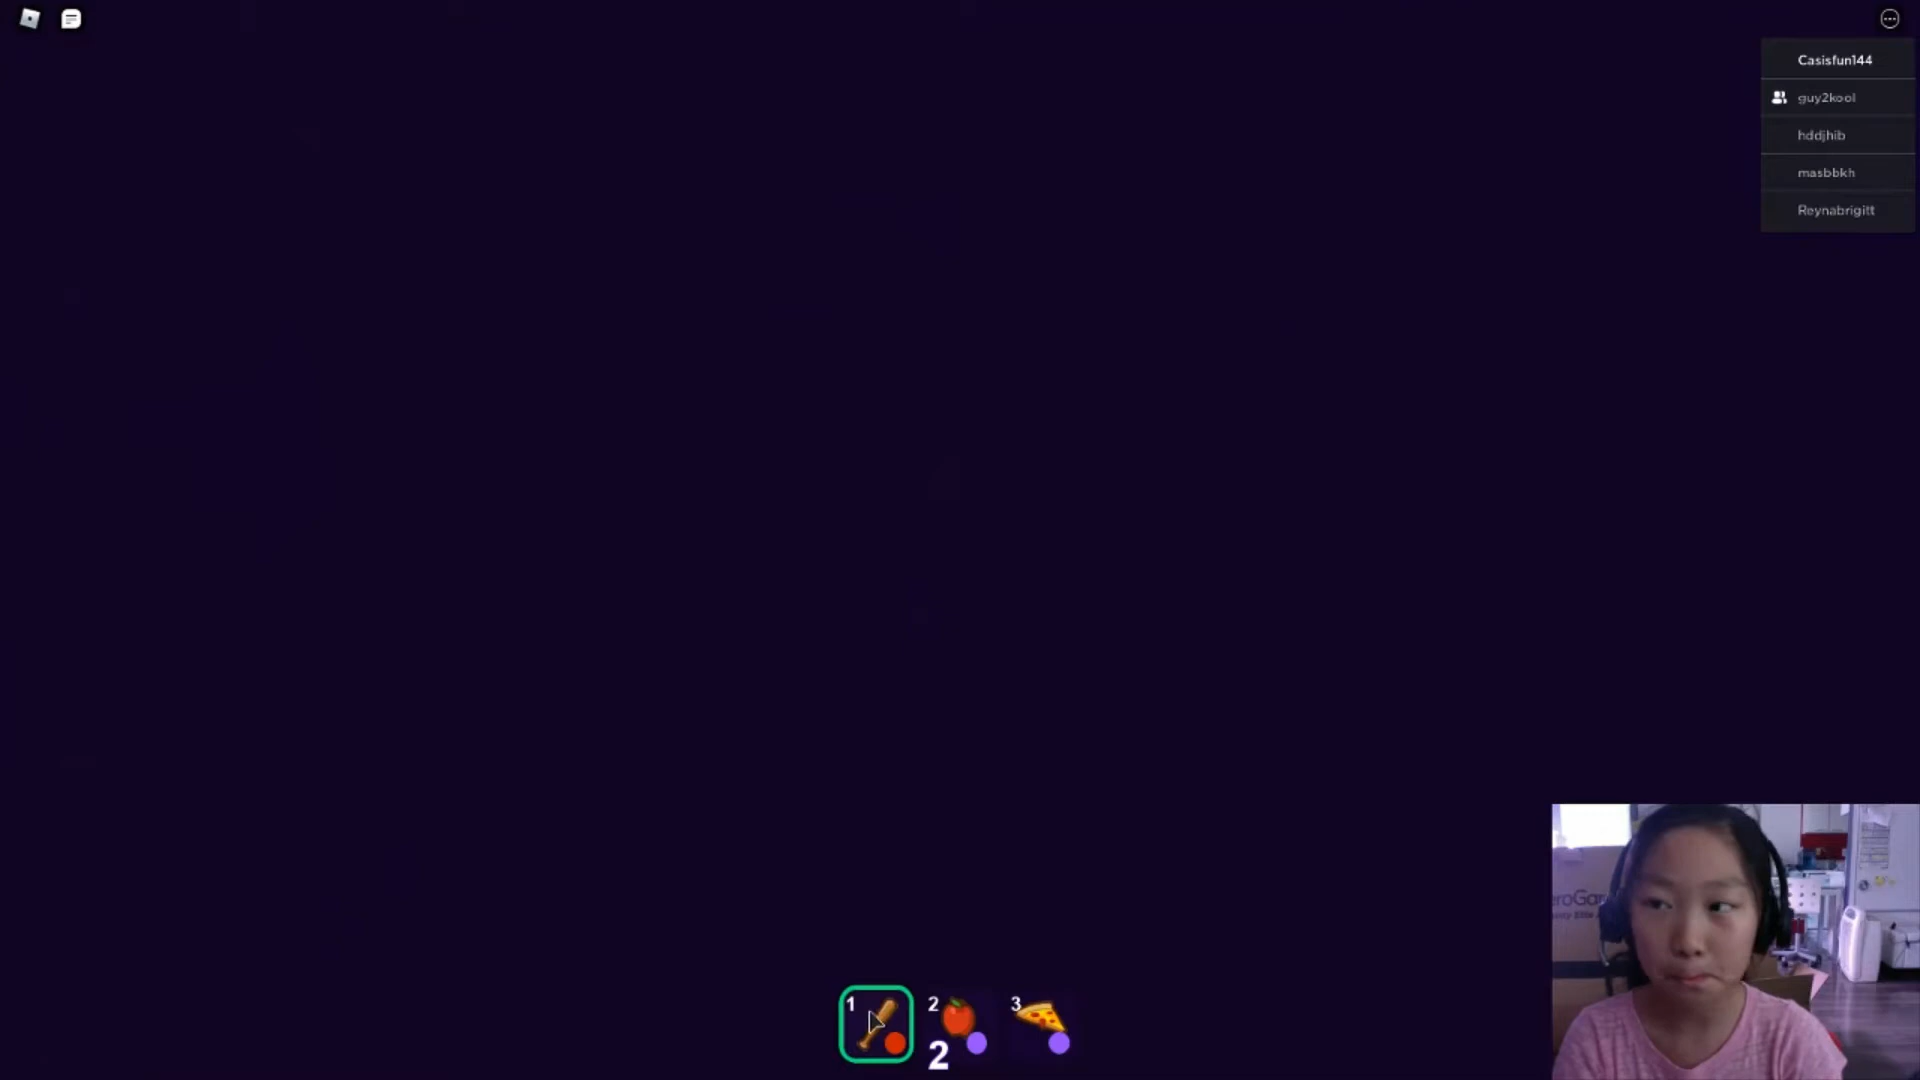 Casisfun144
guy2kool
hddjhib
masbbkh
Reynabrigitt
1
2
3
2